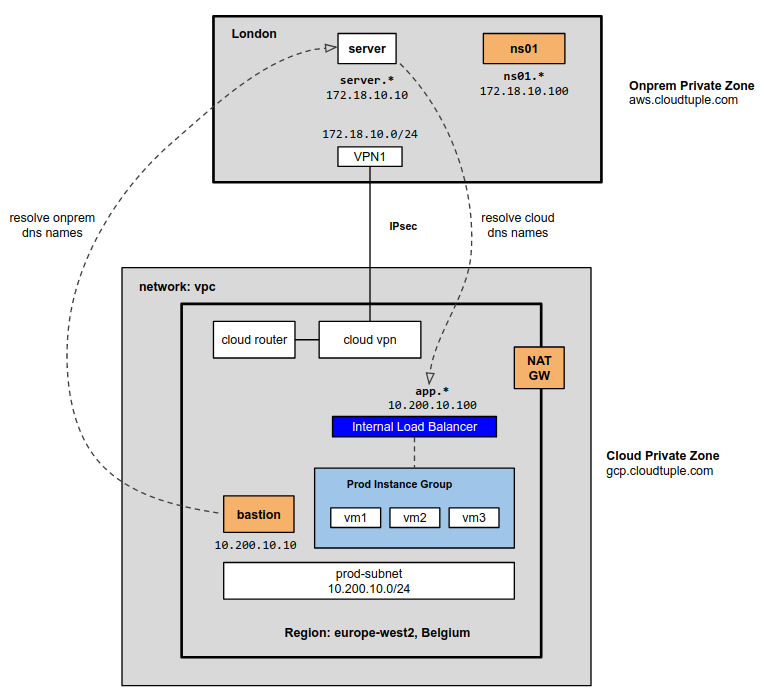 London
server
server.*
172.18.10.10
ns01
ns01.*
172.18.10.100
Onprem Private Zone
aws.cloudtuple.com
172.18.10.0/24
VPN1
resolve onprem
dns names
IPsec
resolve cloud
dns names
network: vpc
cloud router
cloud vpn
NAT
GW
app.*
10.200.10.100
Internal Load Balancer
Cloud Private Zone
gcp.cloudtuple.com
Prod Instance Group
vm1
vm2
vm3
bastion
10.200.10.10
prod-subnet
10.200.10.0/24
Region: europe-west2, Belgium